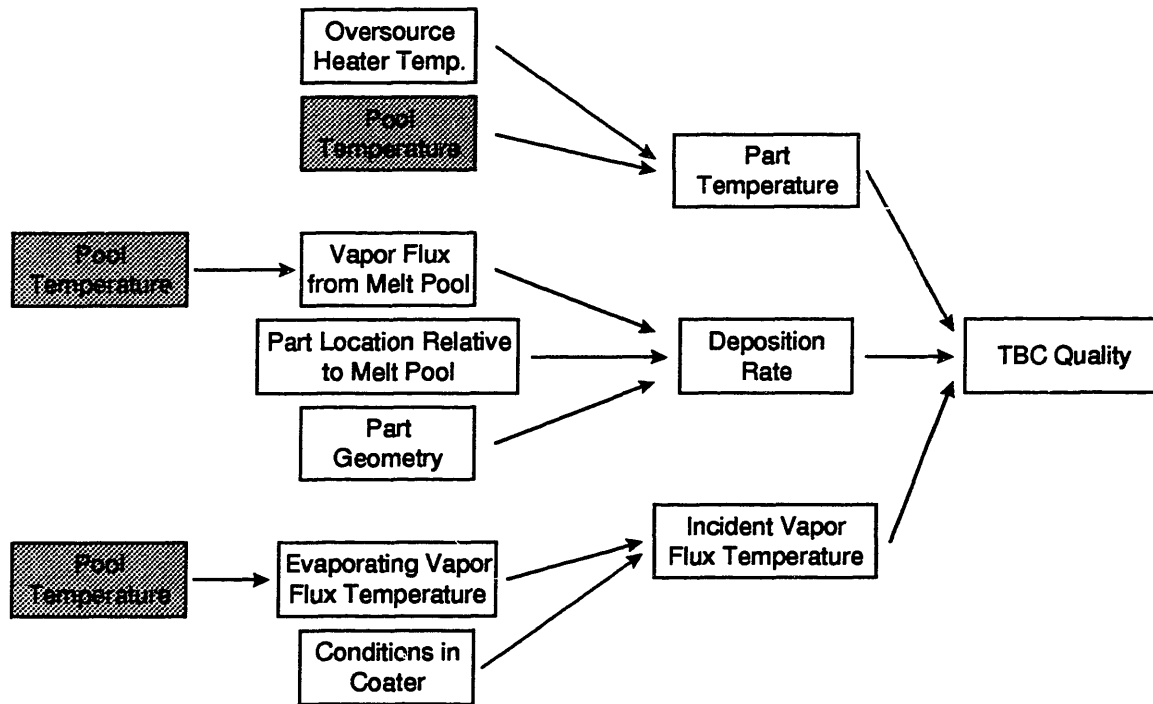 Oversource
Heater Temp.
Pool
Temperature
Part
Temperature
Pool
Temperature
Vapor Flux
from Melt Pool
Part Location Relative
to Melt Pool
Deposition
Rate
TBC Quality
Part
Geometry
Incident Vapor
Flux Temperature
Pool
Temperature
Evaporating Vapor
Flux Temperature
Conditions in
Coater